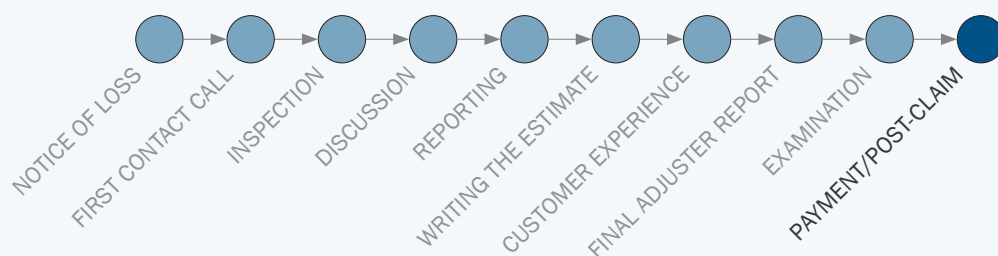 NOTICE OF LOSS
FIRST CONTACT CALL
INSPECTION
DISCUSSION
REPORTING
WRITING THE ESTIMATE
CUSTOMER EXPERIENCE
FINAL ADJUSTER REPORT
EXAMINATION
PAYMENT/POST-CLAIM